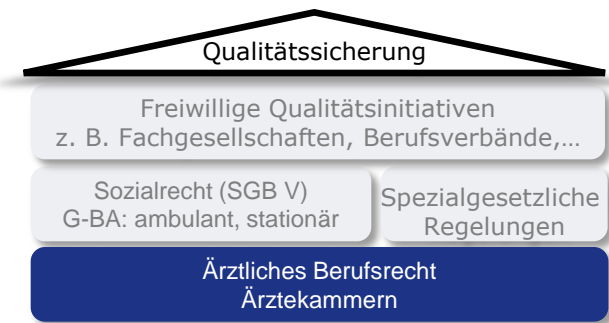 Qualitätssicherung
Freiwillige Qualitätsinitiativen
z. B. Fachgesellschaften, Berufsverbände,…
Sozialrecht (SGB V)
G-BA: ambulant, stationär
Spezialgesetzliche
Regelungen
Ärztliches Berufsrecht
Ärztekammern